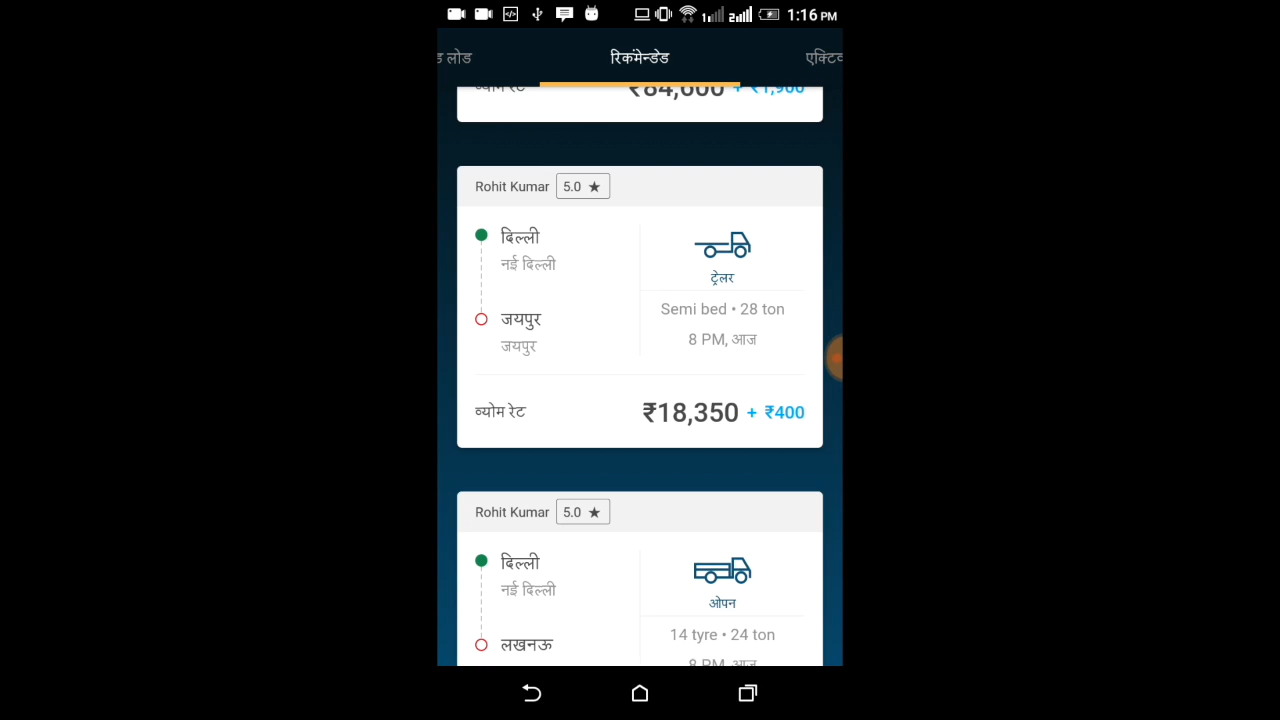 1:16 PM
ड लोड रिकंमेन्डेड एक्टिव
व्योम रेट ₹84,600 + ₹1,900
Rohit Kumar 5.0 ★
दिल्ली
नई दिल्ली
ट्रेलर
जयपुर
जयपुर
Semi bed • 28 ton
8 PM, आज
व्योम रेट ₹18,350 + ₹400
Rohit Kumar 5.0 ★
दिल्ली
नई दिल्ली
ओपन
लखनऊ
14 tyre • 24 ton
8 PM, आज